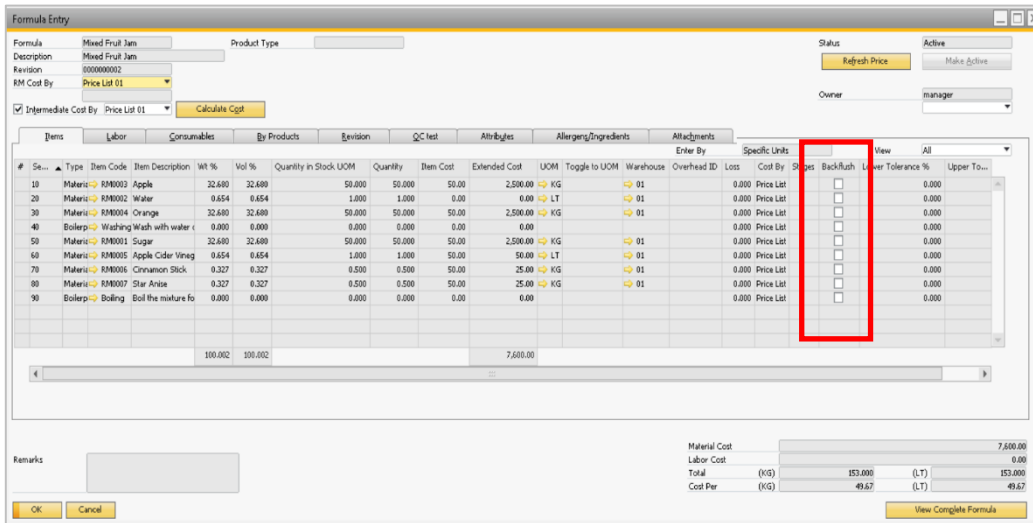 Formula Entry
Formula Mixed Fruit Jam Product Type Status Active
Description Mixed Fruit Jam Refresh Price Make Active
Revision 0000000002
RM Cost By Price List 01
Owner manager
Intermediate Cost By Price List 01 Calculate Cost
Items Labor Consumables By Products Revision QC test Attributes Allergens/Ingredients Attachments
Enter By Specific Units View All
# Se... Type Item Code Item Description Wt % Vol % Quantity in Stock UOM Quantity Item Cost Extended Cost UOM Toggle to UOM Warehouse Overhead ID Loss Cost By Stages Backflush Lower Tolerance % Upper To...
10 Materia RM0003 Apple 32.680 32.680 50.000 50.000 50.00 2,500.00 KG 01 0.000 Price List 0.000
20 Materia RM0002 Water 0.654 0.654 1.000 1.000 0.00 0.00 LT 01 0.000 Price List 0.000
30 Materia RM0004 Orange 32.680 32.680 50.000 50.000 50.00 2,500.00 KG 01 0.000 Price List 0.000
40 Boilerp Washing Wash with water 0.000 0.000 0.000 0.000 0.00 0.00 0.000 Price List 0.000
50 Materia RM0001 Sugar 32.680 32.680 50.000 50.000 50.00 2,500.00 KG 01 0.000 Price List 0.000
60 Materia RM0005 Apple Cider Vineg 0.654 0.654 1.000 1.000 50.00 50.00 LT 01 0.000 Price List 0.000
70 Materia RM0006 Cinnamon Stick 0.327 0.327 0.500 0.500 50.00 25.00 KG 01 0.000 Price List 0.000
80 Materia RM0007 Star Anise 0.327 0.327 0.500 0.500 50.00 25.00 KG 01 0.000 Price List 0.000
90 Boilerp Boiling Boil the mixture fo 0.000 0.000 0.000 0.000 0.00 0.00 0.000 Price List 0.000
100.002 100.002 7,600.00
Material Cost 7,600.00
Remarks Labor Cost 0.00
Total (KG) 153.000 (LT) 153.000
Cost Per (KG) 49.67 (LT) 49.67
OK Cancel View Complete Formula